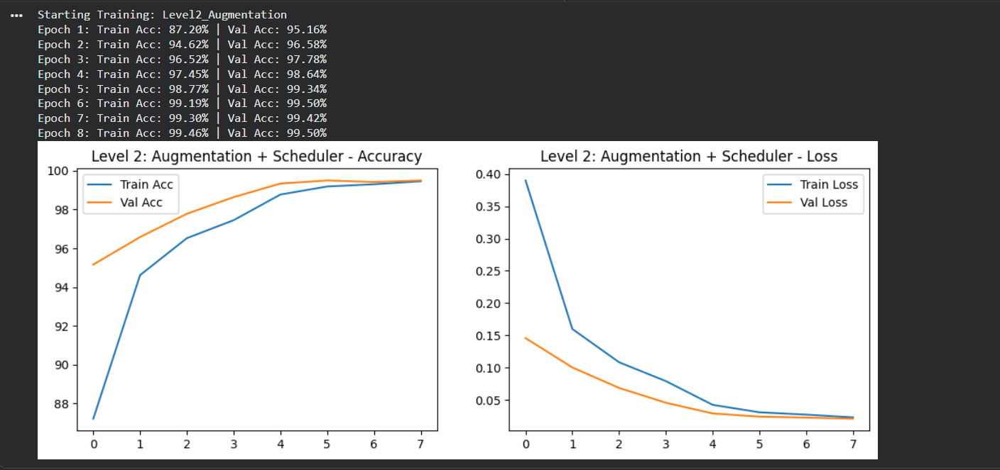 Starting Training: Level2_Augmentation
Epoch 1: Train Acc: 87.20% | Val Acc: 95.16%
Epoch 2: Train Acc: 94.62% | Val Acc: 96.58%
Epoch 3: Train Acc: 96.52% | Val Acc: 97.78%
Epoch 4: Train Acc: 97.45% | Val Acc: 98.64%
Epoch 5: Train Acc: 98.77% | Val Acc: 99.34%
Epoch 6: Train Acc: 99.19% | Val Acc: 99.50%
Epoch 7: Train Acc: 99.30% | Val Acc: 99.42%
Epoch 8: Train Acc: 99.46% | Val Acc: 99.50%
Level 2: Augmentation + Scheduler - Accuracy
100
98
96
94
92
90
88
Train Acc
Val Acc
0 1 2 3 4 5 6 7
Level 2: Augmentation + Scheduler - Loss
0.40
0.35
0.30
0.25
0.20
0.15
0.10
0.05
Train Loss
Val Loss
0 1 2 3 4 5 6 7